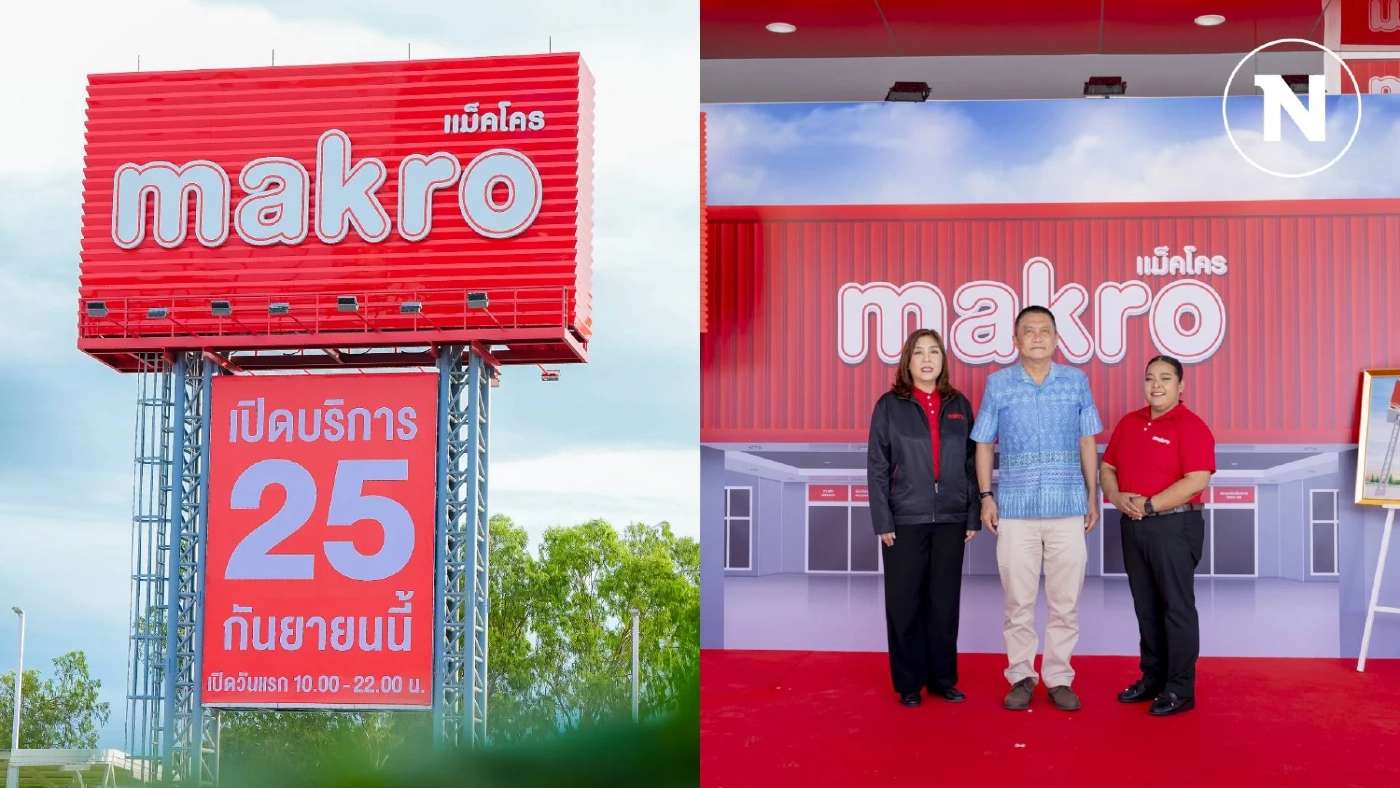 แม็คโคร
makro
เปิดบริการ
25
กันยายนนี้
เปิดวันแรก 10.00 - 22.00 น.
N
แม็คโคร
makro
makro